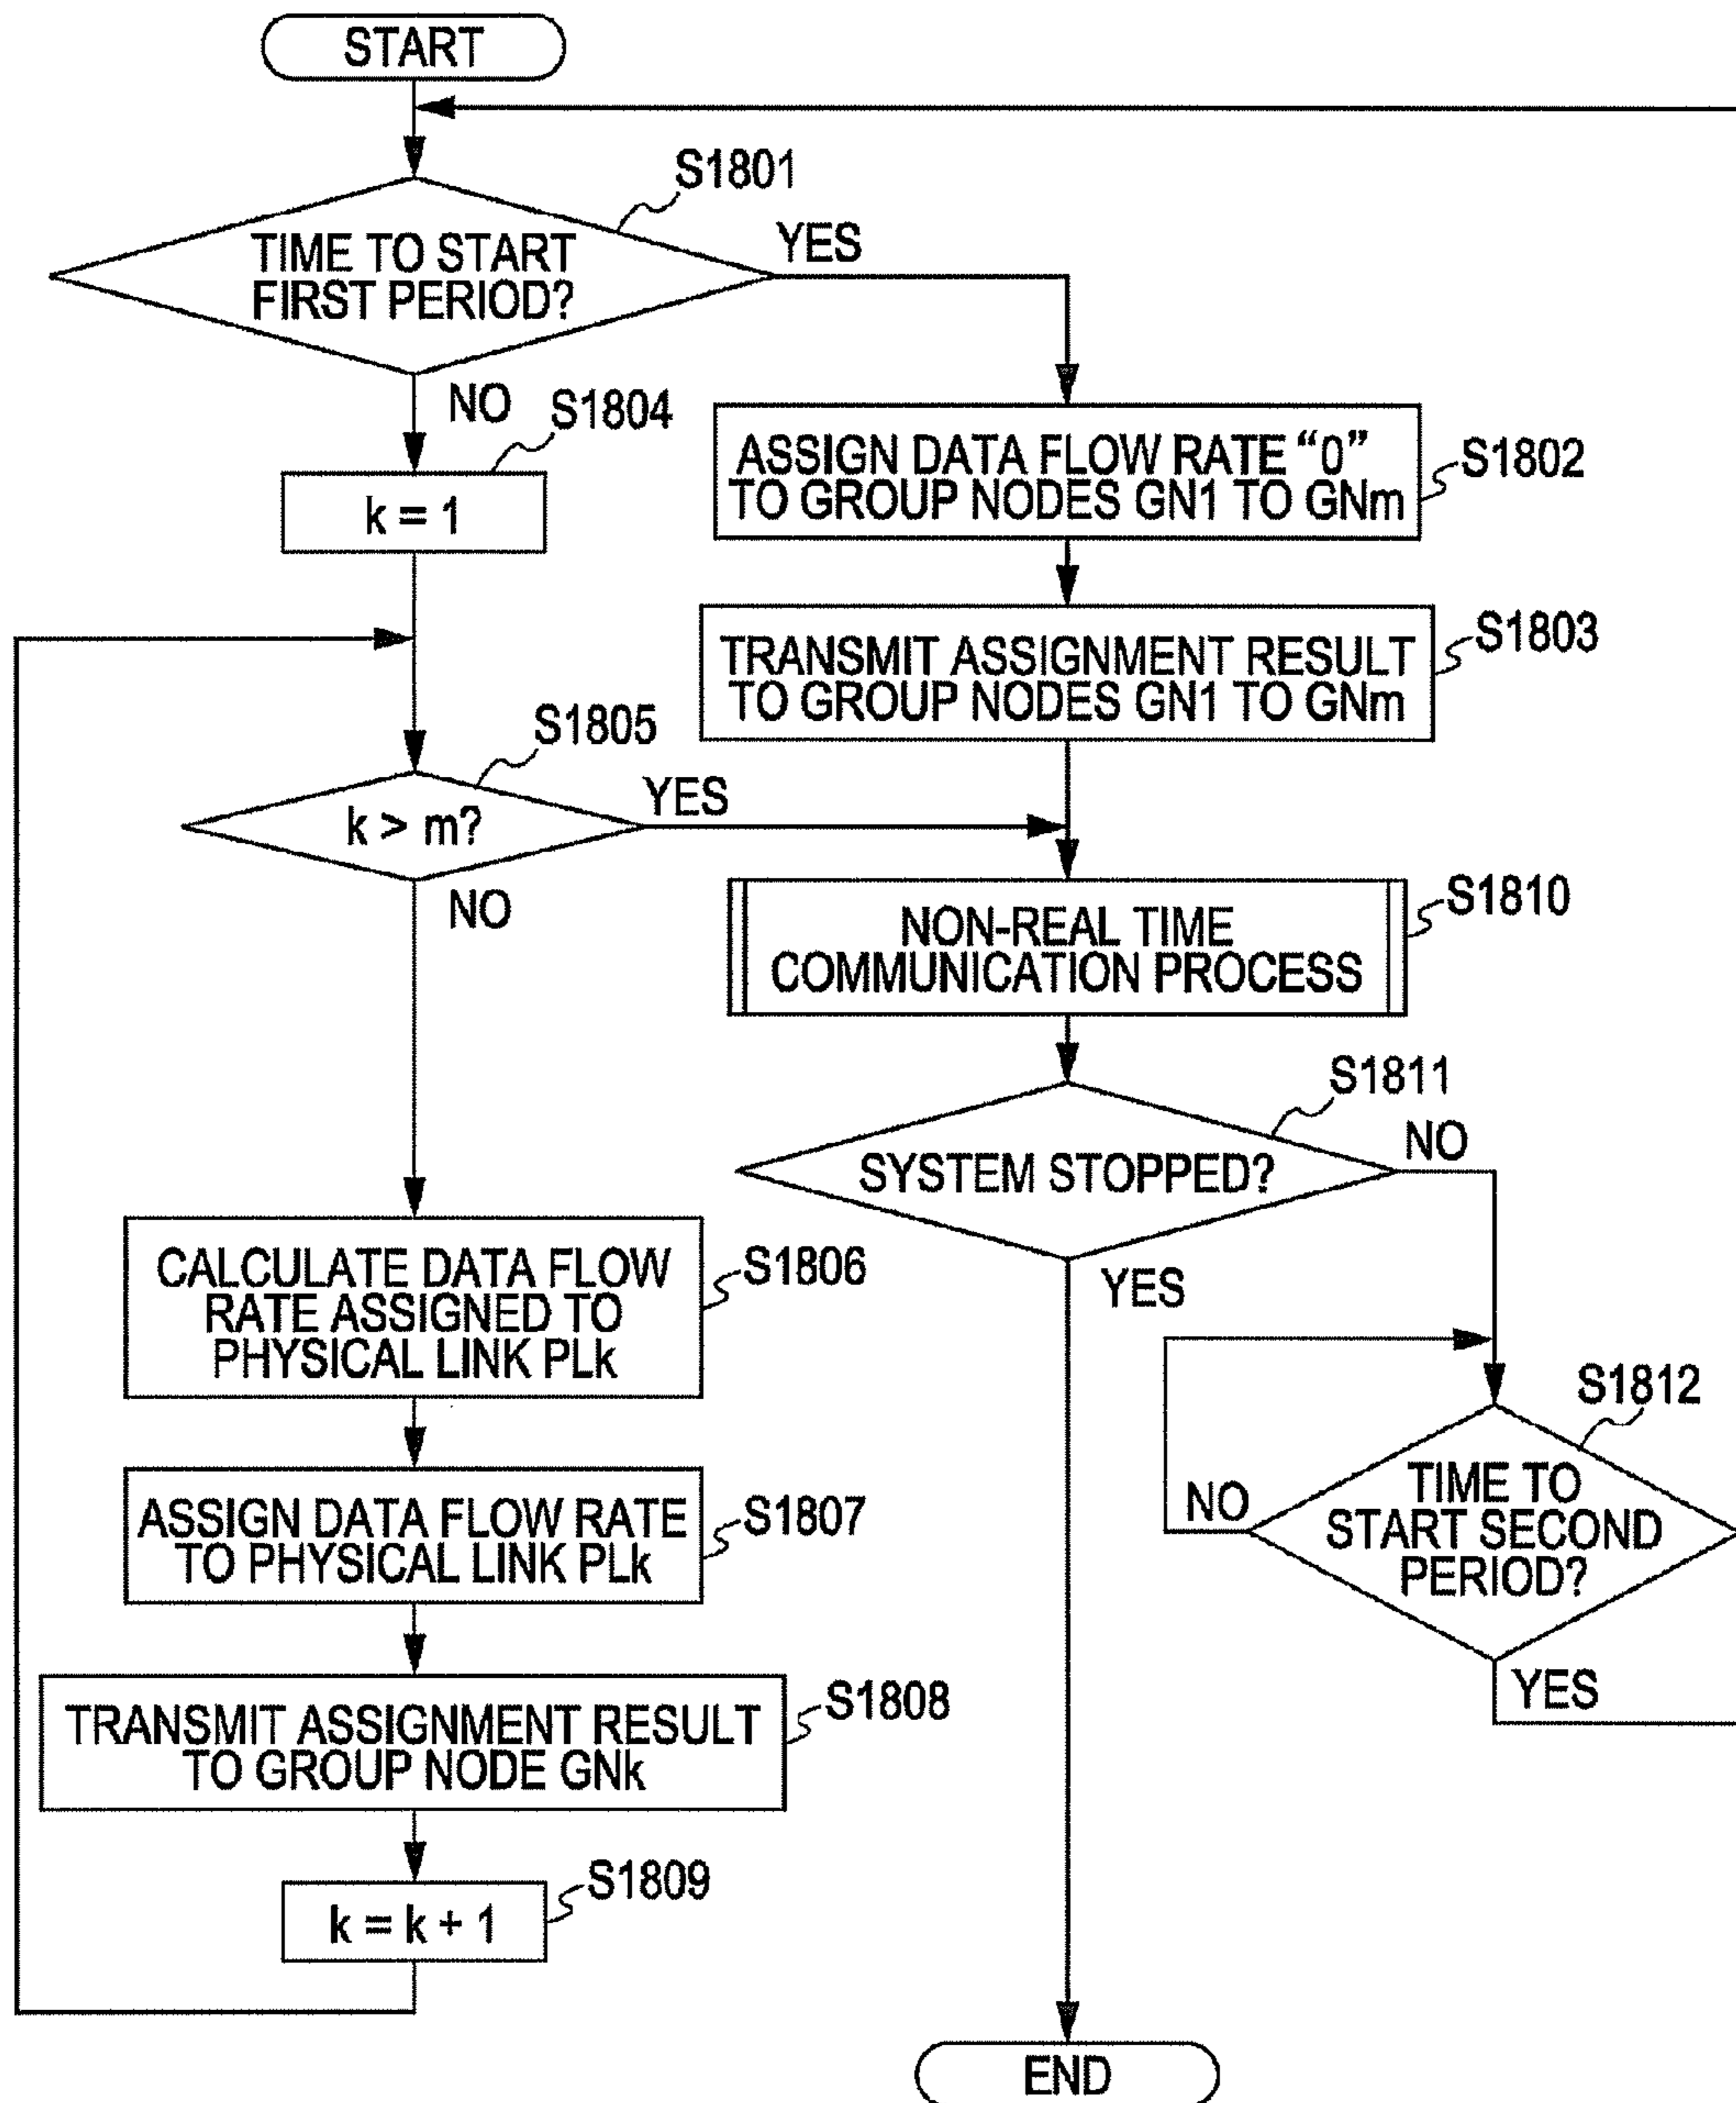 START
S1801
TIME TO START
FIRST PERIOD?
YES
NO
S1804
k = 1
ASSIGN DATA FLOW RATE “0”
TO GROUP NODES GN1 TO GNm
S1802
TRANSMIT ASSIGNMENT RESULT
TO GROUP NODES GN1 TO GNm
S1803
S1805
k > m?
YES
NO
NON-REAL TIME
COMMUNICATION PROCESS
S1810
S1811
SYSTEM STOPPED?
NO
YES
CALCULATE DATA FLOW
RATE ASSIGNED TO
PHYSICAL LINK PLk
S1806
S1812
TIME TO
START SECOND
PERIOD?
NO
YES
ASSIGN DATA FLOW RATE
TO PHYSICAL LINK PLk
S1807
TRANSMIT ASSIGNMENT RESULT
TO GROUP NODE GNk
S1808
k = k + 1
S1809
END